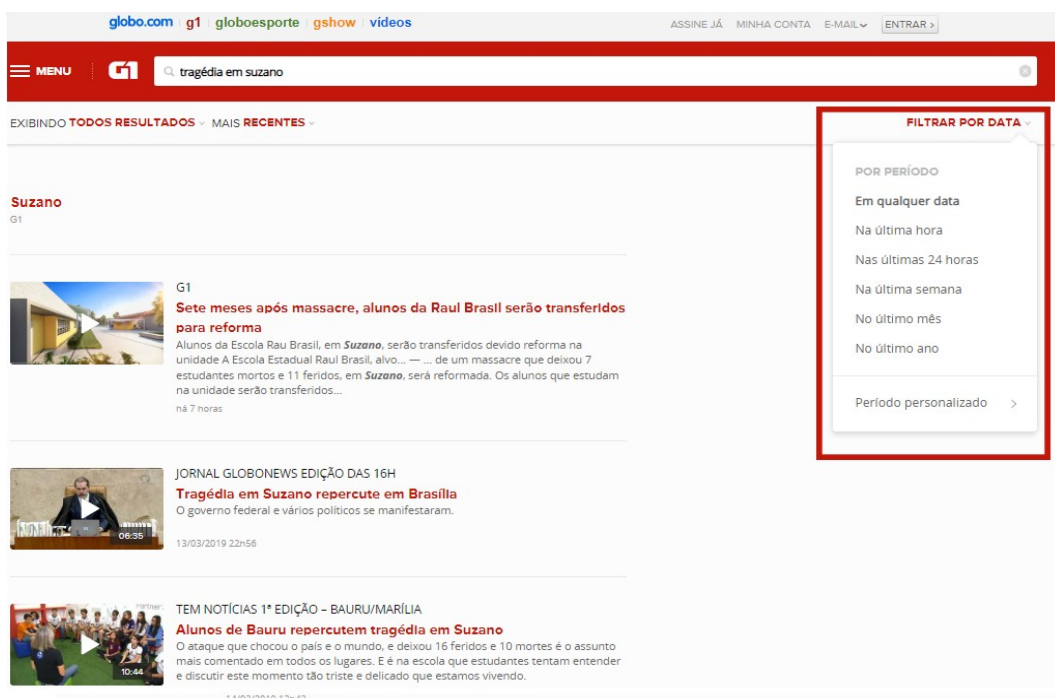 globo.com g1 globoesporte gshow vídeos ASSINE JÁ MINHA CONTA E-MAIL ENTRAR >
MENU G1 tragédia em suzano
EXIBINDO TODOS RESULTADOS MAIS RECENTES FILTRAR POR DATA
POR PERÍODO
Em qualquer data
Na última hora
Nas últimas 24 horas
Na última semana
No último mês
No último ano
Período personalizado >
Suzano
G1
G1
Sete meses após massacre, alunos da Raul Brasil serão transferidos
para reforma
Alunos da Escola Rau Brasil, em Suzano, serão transferidos devido reforma na
unidade A Escola Estadual Raul Brasil, alvo... — ... de um massacre que deixou 7
estudantes mortos e 11 feridos, em Suzano, será reformada. Os alunos que estudam
na unidade serão transferidos...
há 7 horas
JORNAL GLOBONEWS EDIÇÃO DAS 16H
Tragédia em Suzano repercute em Brasília
O governo federal e vários políticos se manifestaram.
06:35
13/03/2019 22h56
TEM NOTÍCIAS 1ª EDIÇÃO – BAURU/MARÍLIA
Alunos de Bauru repercutem tragédia em Suzano
O ataque que chocou o país e o mundo, e deixou 16 feridos e 10 mortes é o assunto
mais comentado em todos os lugares. E é na escola que estudantes tentam entender
e discutir este momento tão triste e delicado que estamos vivendo.
10:44